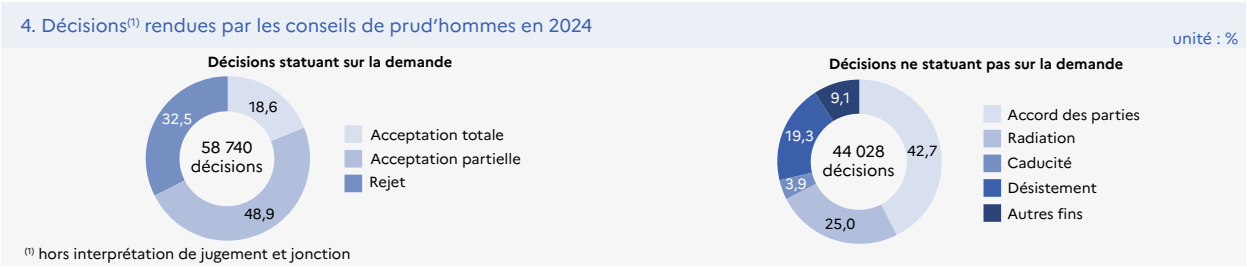 4. Décisions⁽¹⁾ rendues par les conseils de prud'hommes en 2024
unité : %
Décisions statuant sur la demande
18,6
32,5
58 740
décisions
48,9
Acceptation totale
Acceptation partielle
Rejet
Décisions ne statuant pas sur la demande
9,1
19,3
44 028
décisions
42,7
3,9
25,0
Accord des parties
Radiation
Caducité
Désistement
Autres fins
⁽¹⁾ hors interprétation de jugement et jonction